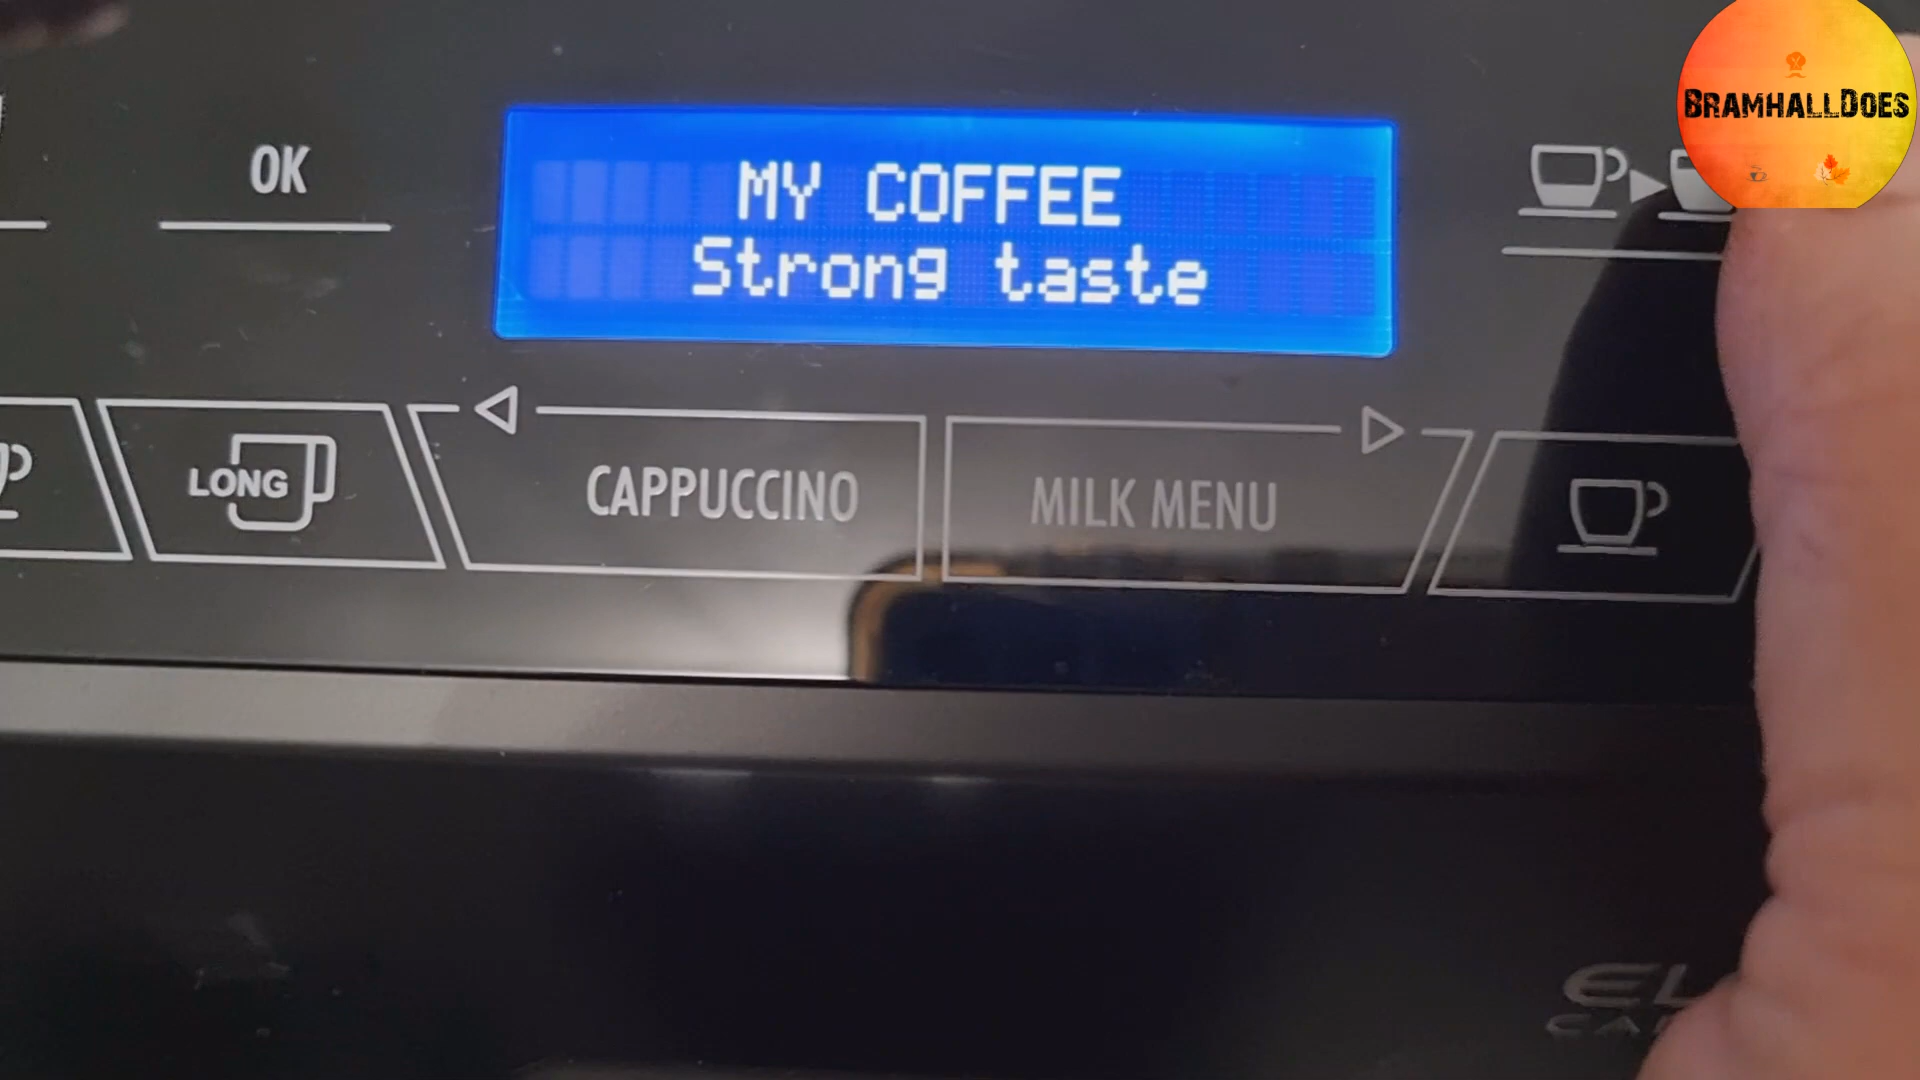 BRAMHALLDOES
OK
MY COFFEE
Strong taste
LONG
CAPPUCCINO
MILK MENU